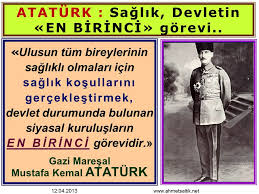 ATATÜRK : Sağlık, Devletin
«EN BİRİNCİ» görevi..
«Ulusun tüm bireylerinin
sağlıklı olmaları için
sağlık koşullarını
gerçekleştirmek,
devlet durumunda bulunan
siyasal kuruluşların
EN BİRİNCİ görevidir.»
Gazi Mareşal
Mustafa Kemal ATATÜRK
12.04.2013
www.ahmetsaltik.net